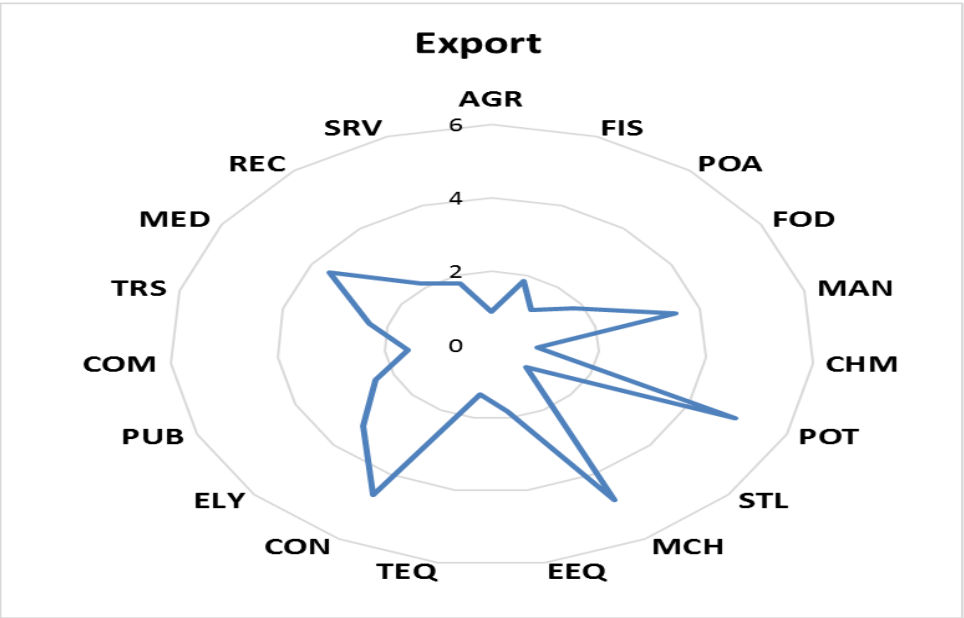 Export
AGR
FIS
POA
FOD
MAN
CHM
POT
STL
MCH
EEQ
TEQ
CON
ELY
PUB
COM
TRS
MED
REC
SRV
6
4
2
0